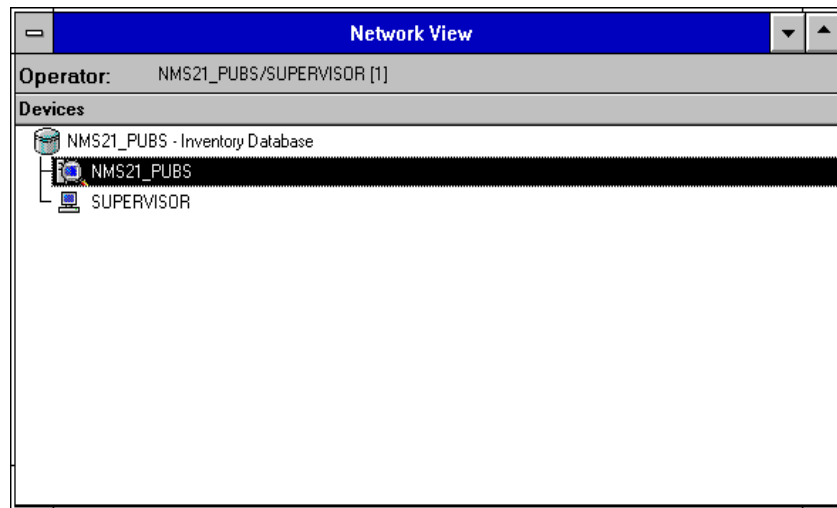 Network View
Operator: NMS21_PUBS/SUPERVISOR [1]
Devices
NMS21_PUBS - Inventory Database
NMS21_PUBS
SUPERVISOR